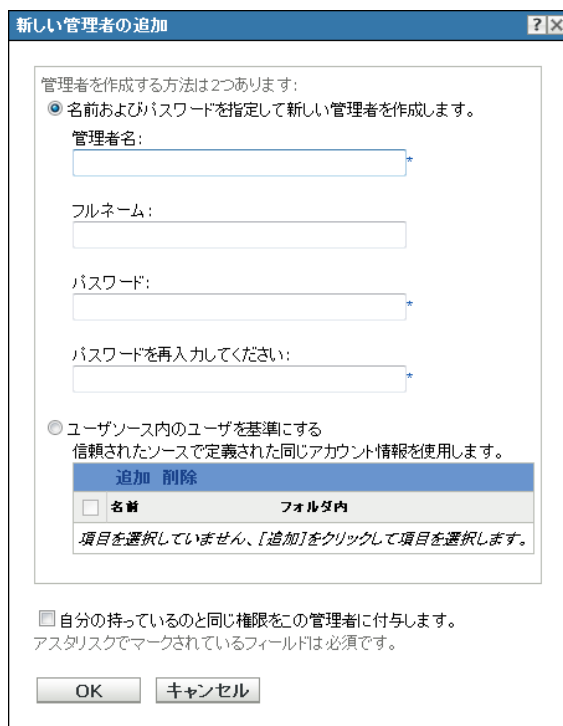 新しい管理者の追加
管理者を作成する方法は2つあります:
名前およびパスワードを指定して新しい管理者を作成します。
管理者名:
*
フルネーム:
パスワード:
*
パスワードを再入力してください:
*
ユーザソース内のユーザを基準にする
信頼されたソースで定義された同じアカウント情報を使用します。
追加 削除
名前 フォルダ内
項目を選択していません、[追加]をクリックして項目を選択します。
自分の持っているのと同じ権限をこの管理者に付与します。
アスタリスクでマークされているフィールドは必須です。
OK キャンセル